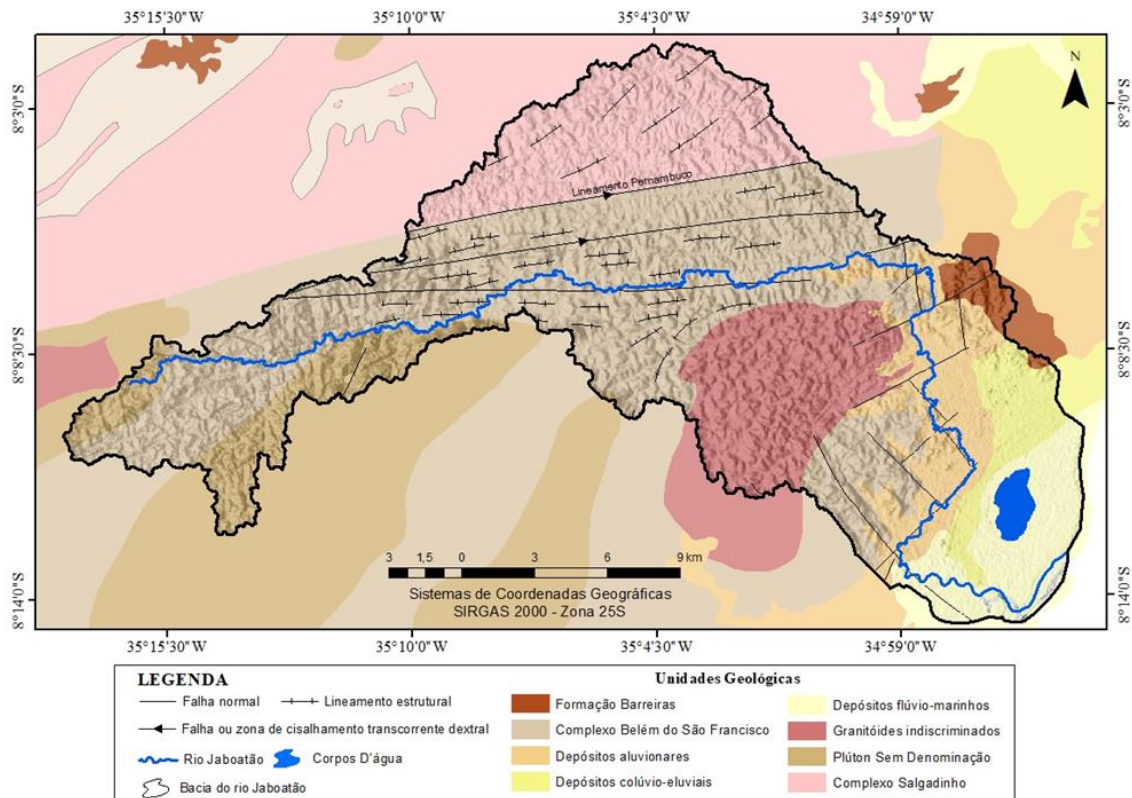 35°15'30"W 35°10'0"W 35°4'30"W 34°59'0"W
N
8°3'0"S 8°3'0"S
Lineamento Pernambuco
8°8'30"S 8°8'30"S
3 1,5 0 3 6 9 km
Sistemas de Coordenadas Geográficas
SIRGAS 2000 - Zona 25S
8°14'0"S 8°14'0"S
35°15'30"W 35°10'0"W 35°4'30"W 34°59'0"W
LEGENDA
Falha normal Lineamento estrutural
Falha ou zona de cisalhamento transcorrente dextral
Rio Jaboatão Corpos D'água
Bacia do rio Jaboatão
Unidades Geológicas
Formação Barreiras
Complexo Belém do São Francisco
Depósitos aluvionares
Depósitos colúvio-eluviais
Depósitos flúvio-marinhos
Granitóides indiscriminados
Plúton Sem Denominação
Complexo Salgadinho